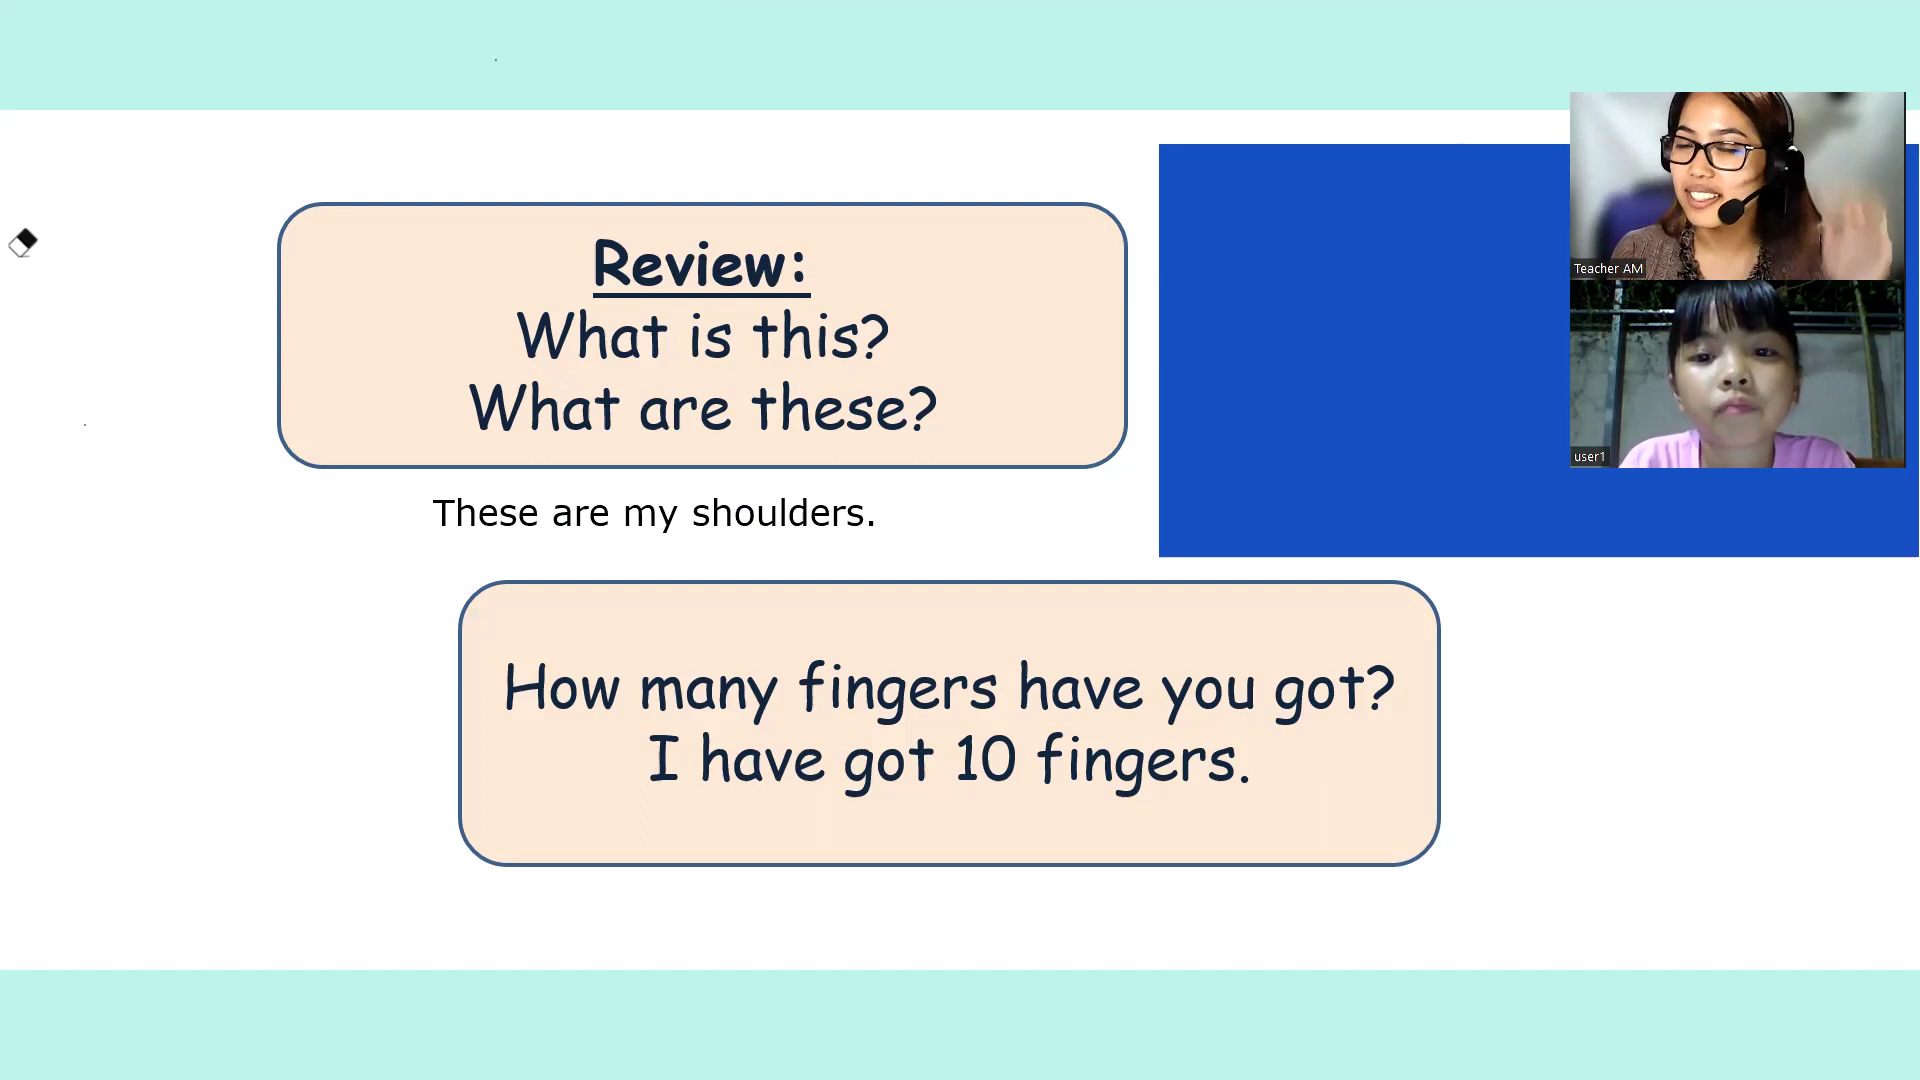 Review:
What is this?
What are these?
These are my shoulders.
How many fingers have you got?
I have got 10 fingers.
Teacher AM
user1